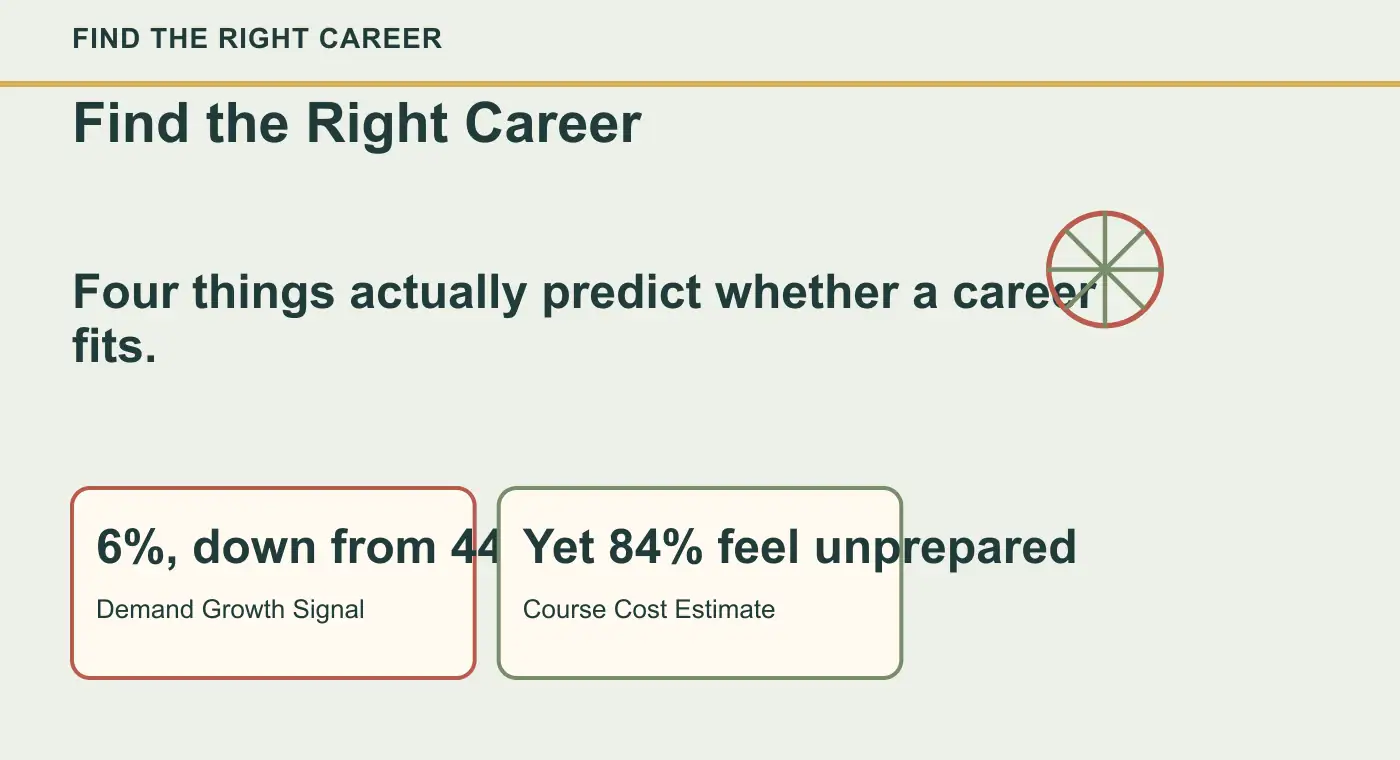 FIND THE RIGHT CAREER
Find the Right Career
Four things actually predict whether a career
fits.
6%, down from 44
Yet 84% feel unprepared
Demand Growth Signal
Course Cost Estimate